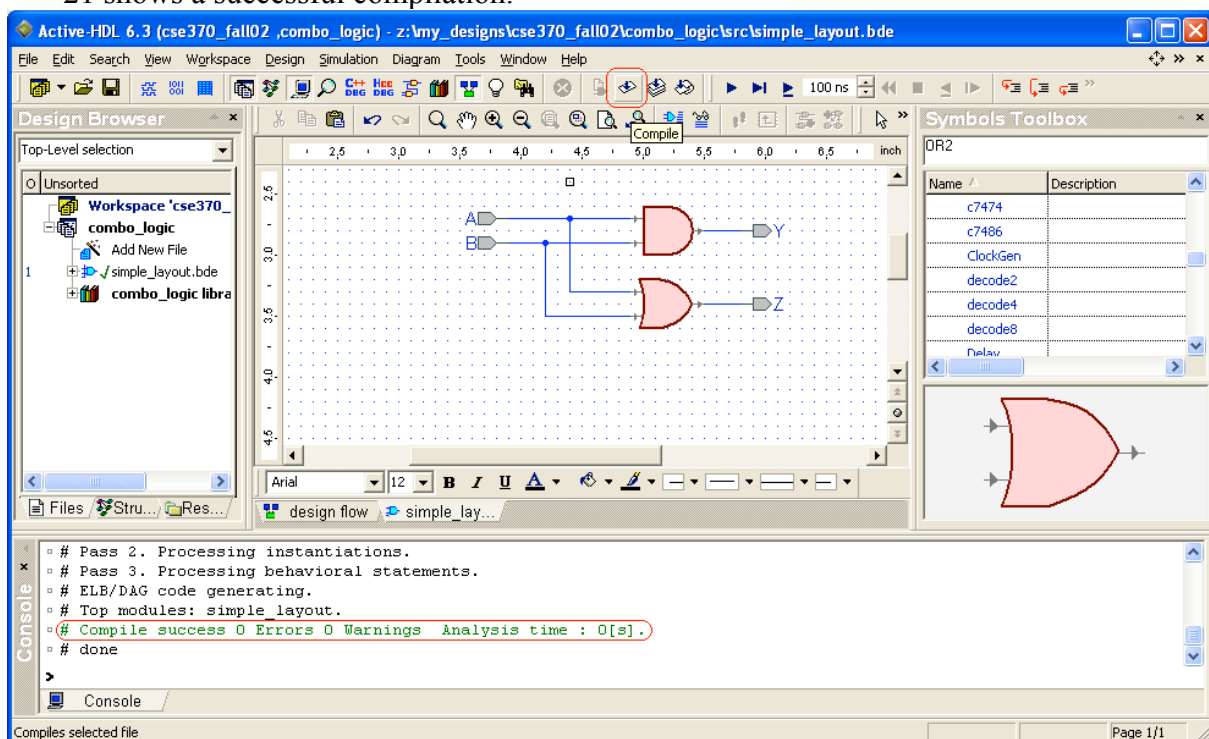 21 shows a successful compilation.
Active-HDL 6.3 (cse370_fall02 ,combo_logic) - z:\my_designs\cse370_fall02\combo_logic\src\simple_layout.bde
File Edit Search View Workspace Design Simulation Diagram Tools Window Help
100 ns
Design Browser
Compile
Symbols Toolbox
Top-Level selection
2,5 3,0 3,5 4,0 4,5 5,0 5,5 6,0 6,5 inch
OR2
O Unsorted
Name Description
Workspace 'cse370_
combo_logic
Add New File
1 simple_layout.bde
combo_logic libra
2,5
3,0
3,5
4,0
4,5
A
B
Y
Z
c7474
c7486
ClockGen
decode2
decode4
decode8
Delay
Arial 12 B I U A
Files Stru... Res...
design flow simple_lay...
# Pass 2. Processing instantiations.
# Pass 3. Processing behavioral statements.
# ELB/DAG code generating.
# Top modules: simple_layout.
# Compile success 0 Errors 0 Warnings Analysis time : 0[s].
# done
>
Console
Console
Compiles selected file
Page 1/1